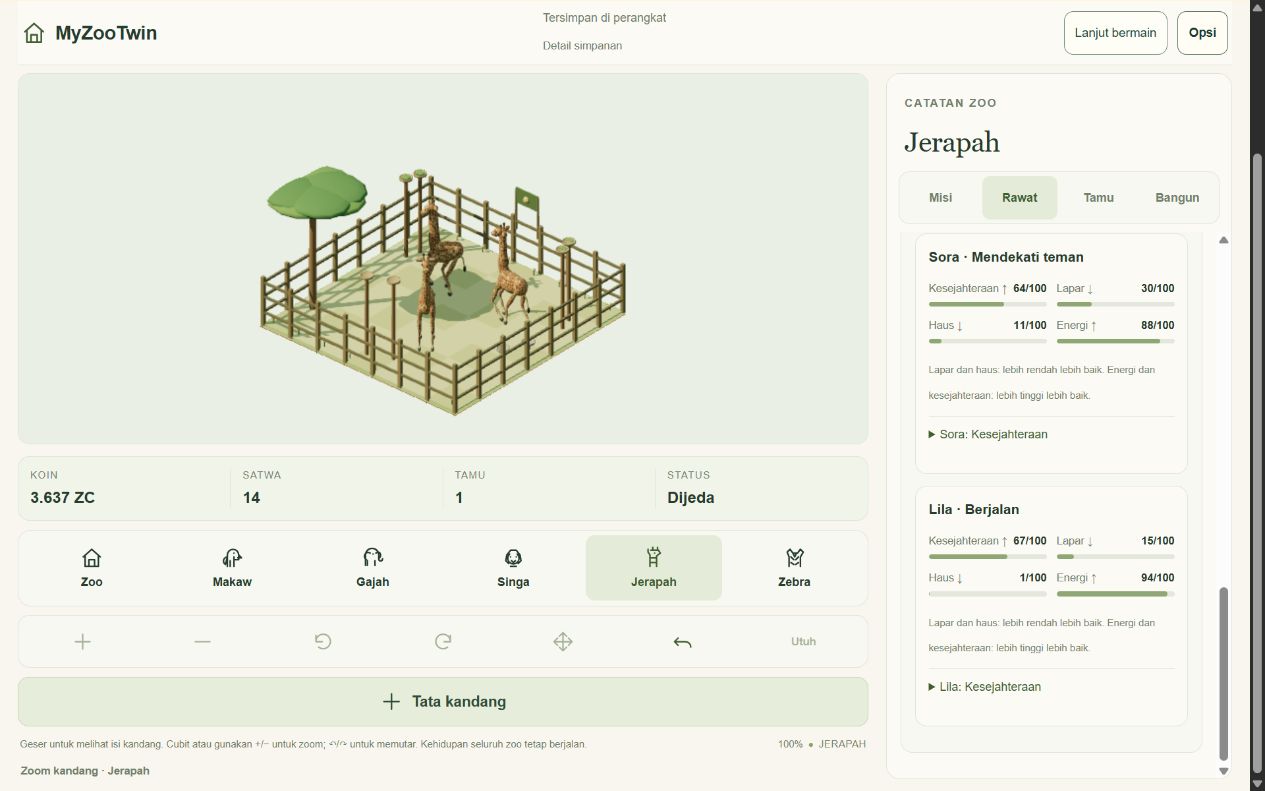 MyZooTwin
Tersimpan di perangkat
Detail simpanan
Lanjut bermain
Opsi
KOIN
3.637 ZC
SATWA
14
TAMU
1
STATUS
Dijeda
Zoo
Makaw
Gajah
Singa
Jerapah
Zebra
Utuh
Tata kandang
Geser untuk melihat isi kandang. Cubit atau gunakan +/− untuk zoom; ↶/↷ untuk memutar. Kehidupan seluruh zoo tetap berjalan.
100% ● JERAPAH
Zoom kandang · Jerapah
CATATAN ZOO
Jerapah
Misi
Rawat
Tamu
Bangun
Sora · Mendekati teman
Kesejahteraan ↑ 64/100 Lapar ↓ 30/100
Haus ↓ 11/100 Energi ↑ 88/100
Lapar dan haus: lebih rendah lebih baik. Energi dan
kesejahteraan: lebih tinggi lebih baik.
▶ Sora: Kesejahteraan
Lila · Berjalan
Kesejahteraan ↑ 67/100 Lapar ↓ 15/100
Haus ↓ 1/100 Energi ↑ 94/100
Lapar dan haus: lebih rendah lebih baik. Energi dan
kesejahteraan: lebih tinggi lebih baik.
▶ Lila: Kesejahteraan